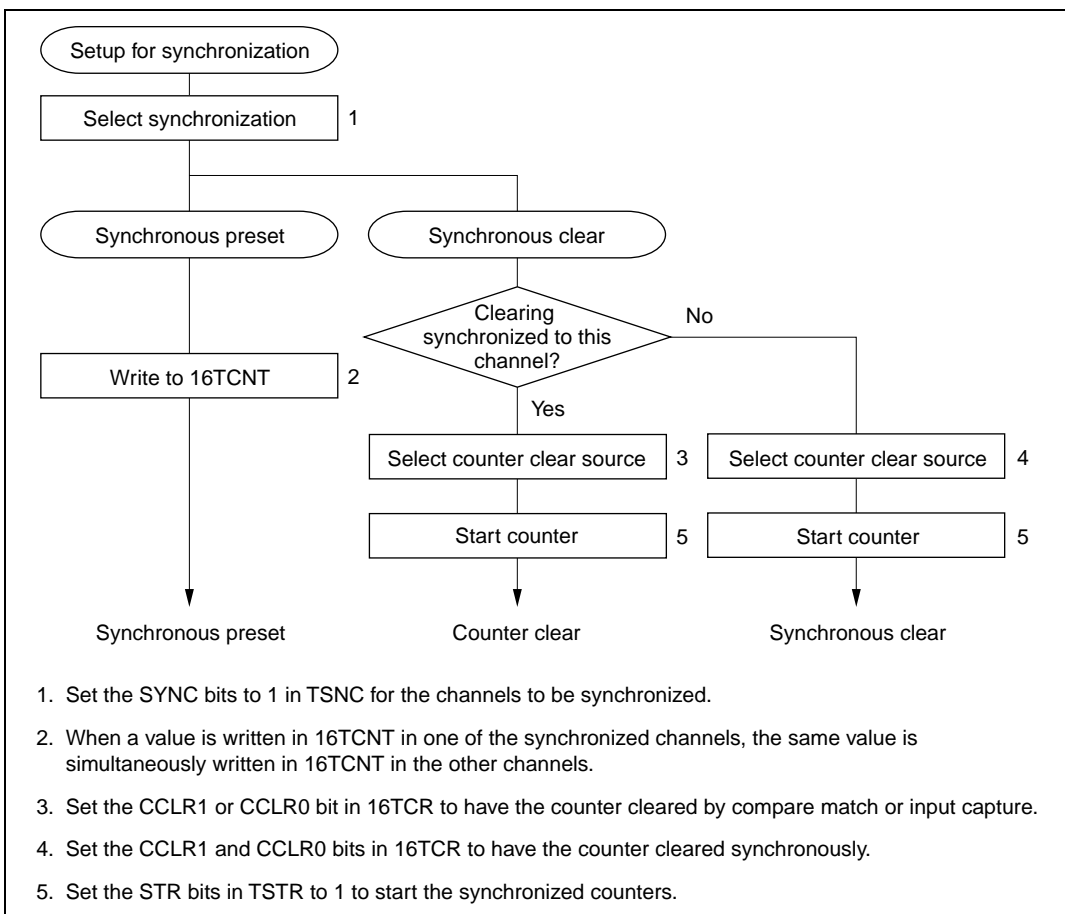 Setup for synchronization
Select synchronization 1
Synchronous preset Synchronous clear
Clearing
synchronized to this
channel?
No
Write to 16TCNT 2
Yes
Select counter clear source 3 Select counter clear source 4
Start counter 5 Start counter 5
Synchronous preset Counter clear Synchronous clear
1. Set the SYNC bits to 1 in TSNC for the channels to be synchronized.
2. When a value is written in 16TCNT in one of the synchronized channels, the same value is
simultaneously written in 16TCNT in the other channels.
3. Set the CCLR1 or CCLR0 bit in 16TCR to have the counter cleared by compare match or input capture.
4. Set the CCLR1 and CCLR0 bits in 16TCR to have the counter cleared synchronously.
5. Set the STR bits in TSTR to 1 to start the synchronized counters.